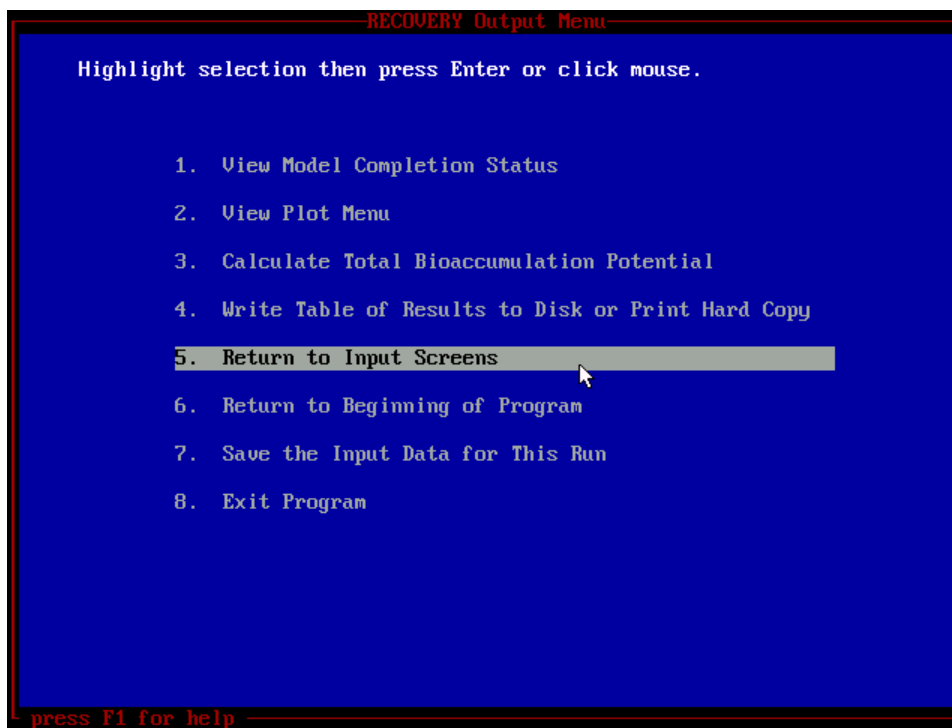 RECOVERY Output Menu
Highlight selection then press Enter or click mouse.
1. View Model Completion Status
2. View Plot Menu
3. Calculate Total Bioaccumulation Potential
4. Write Table of Results to Disk or Print Hard Copy
5. Return to Input Screens
6. Return to Beginning of Program
7. Save the Input Data for This Run
8. Exit Program
press F1 for help